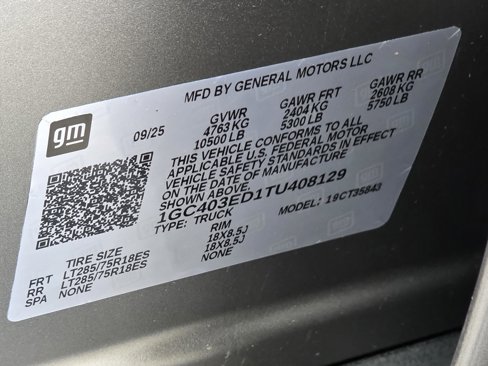 MFD BY GENERAL MOTORS LLC
gm
09/25 GVWR GAWR FRT GAWR RR
4763 KG 2404 KG 2608 KG
10500 LB 5300 LB 5750 LB
THIS VEHICLE CONFORMS TO ALL
APPLICABLE U.S. FEDERAL MOTOR
VEHICLE SAFETY STANDARDS IN EFFECT
ON THE DATE OF MANUFACTURE
SHOWN ABOVE.
1GC403ED1TU408129
TYPE: TRUCK MODEL: 19CT35843
TIRE SIZE RIM
FRT LT285/75R18ES 18X8.5J
RR LT285/75R18ES 18X8.5J
SPA NONE NONE